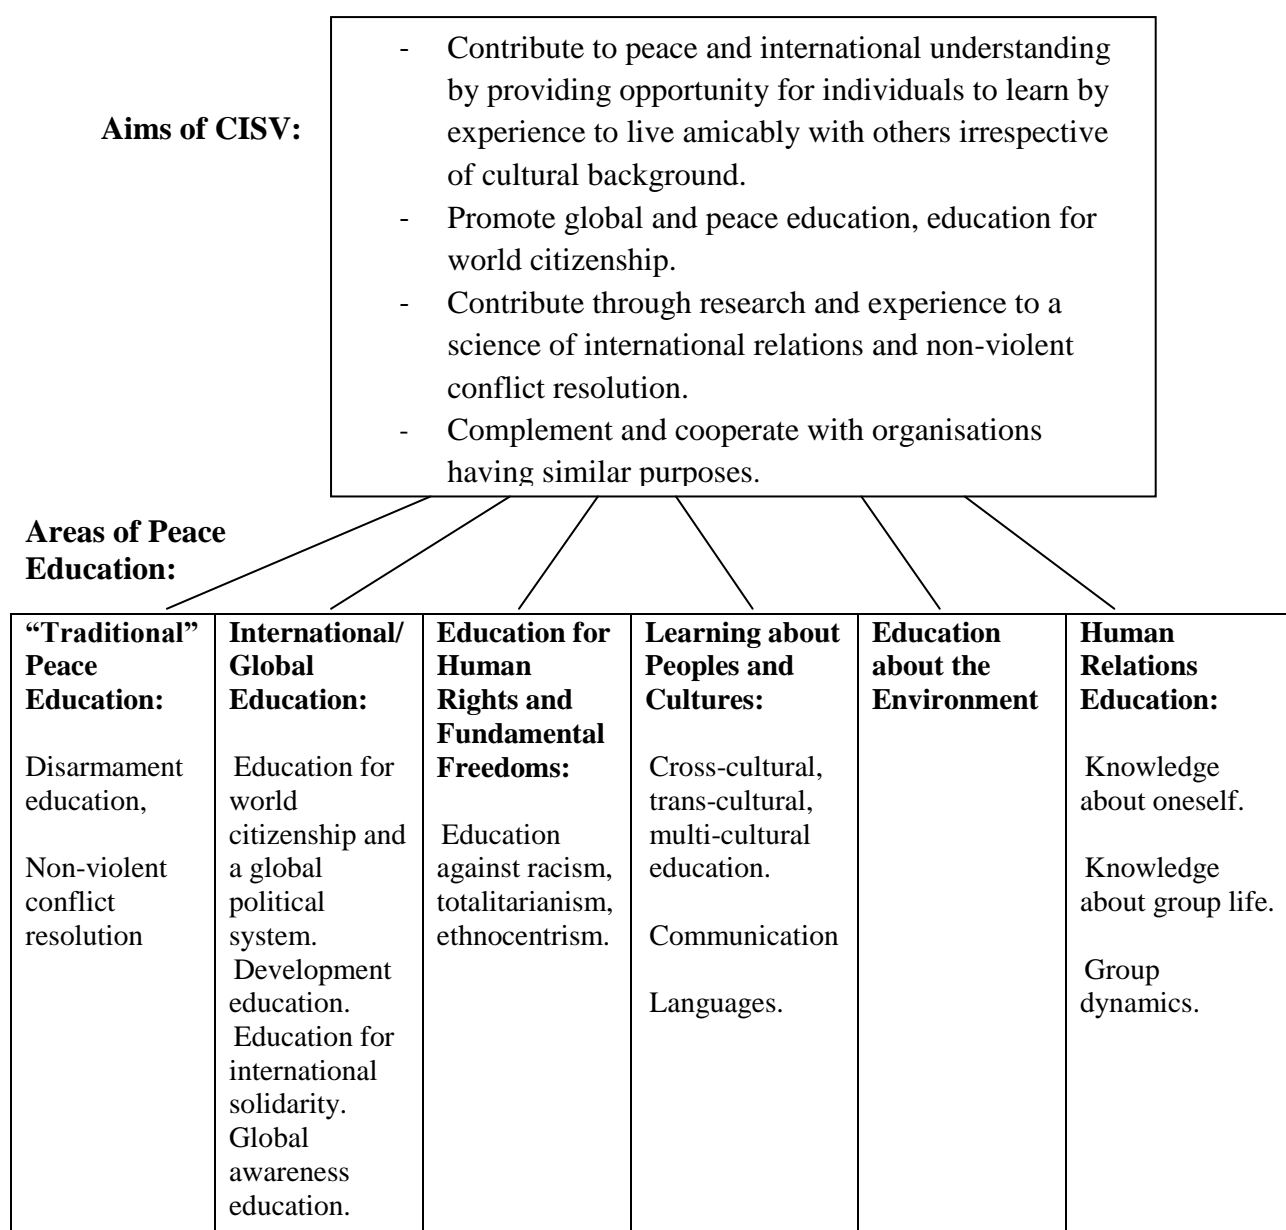 Aims of CISV:
- Contribute to peace and international understanding
by providing opportunity for individuals to learn by
experience to live amicably with others irrespective
of cultural background.
- Promote global and peace education, education for
world citizenship.
- Contribute through research and experience to a
science of international relations and non-violent
conflict resolution.
- Complement and cooperate with organisations
having similar purposes.
Areas of Peace
Education:
“Traditional”
Peace
Education:
Disarmament
education,
Non-violent
conflict
resolution
International/
Global
Education:
Education for
world
citizenship and
a global
political
system.
Development
education.
Education for
international
solidarity.
Global
awareness
education.
Education for
Human
Rights and
Fundamental
Freedoms:
Education
against racism,
totalitarianism,
ethnocentrism.
Learning about
Peoples and
Cultures:
Cross-cultural,
trans-cultural,
multi-cultural
education.
Communication
Languages.
Education
about the
Environment
Human
Relations
Education:
Knowledge
about oneself.
Knowledge
about group life.
Group
dynamics.